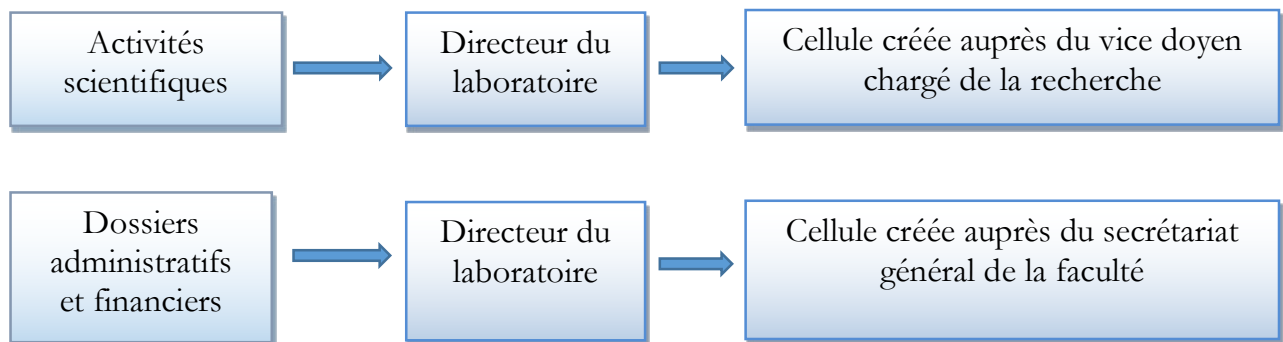 Activités
scientifiques
Directeur du
laboratoire
Cellule créée auprès du vice doyen
chargé de la recherche
Dossiers
administratifs
et financiers
Directeur du
laboratoire
Cellule créée auprès du secrétariat
général de la faculté